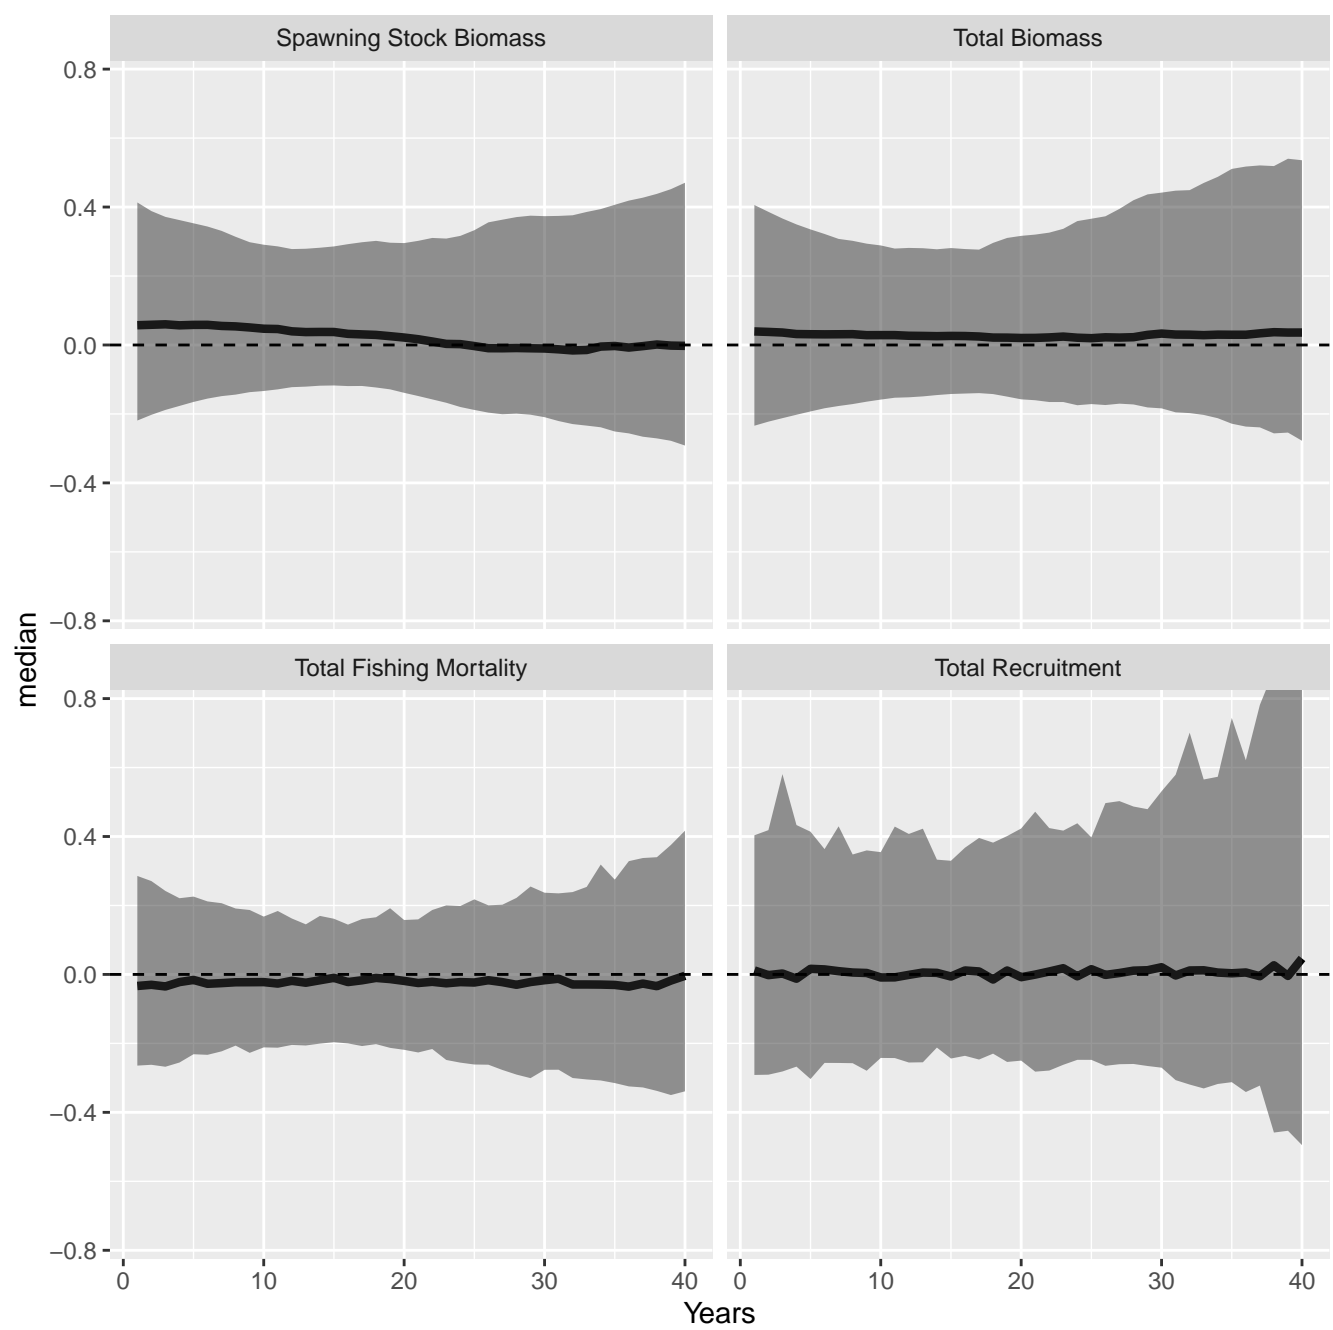 Spawning Stock Biomass
Total Biomass
0.8
0.4
0.0
−0.4
−0.8
median
Total Fishing Mortality
Total Recruitment
0.8
0.4
0.0
−0.4
−0.8
0 10 20 30 40
0 10 20 30 40
Years